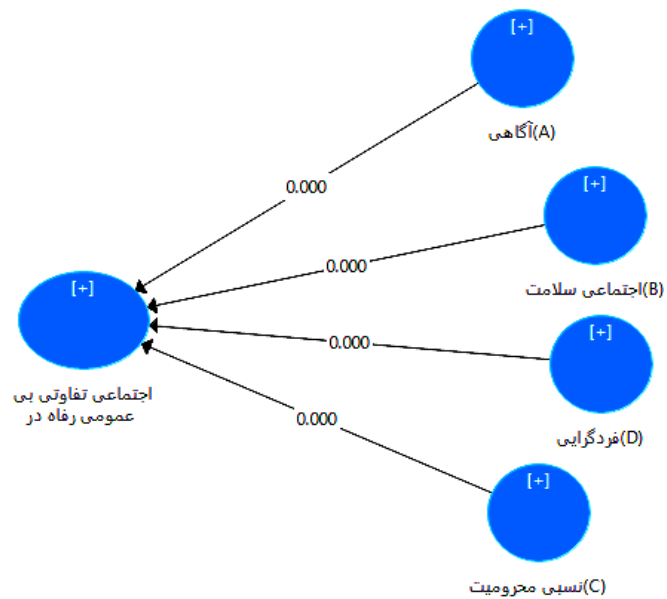 [+]
(A)آگاهی
0.000
[+]
0.000
(B)اجتماعی سلامت
[+]
اجتماعی تفاوتی بی
عمومی رفاه در
[+]
0.000
(D)فردگرایی
0.000
[+]
(C)نسبی محرومیت